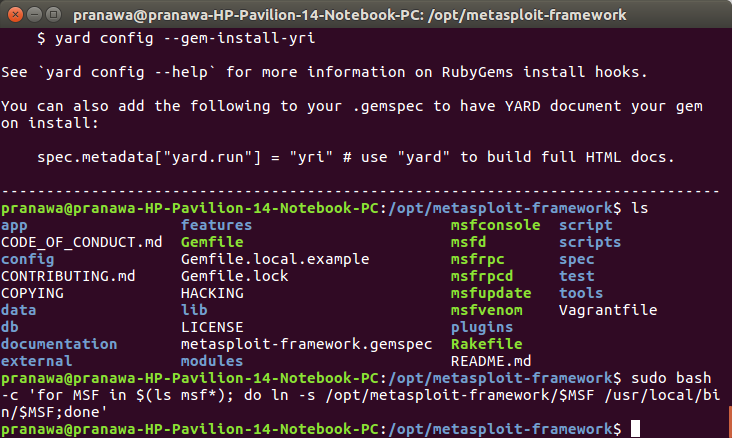 pranawa@pranawa-HP-Pavilion-14-Notebook-PC: /opt/metasploit-framework
$ yard config --gem-install-yri
See `yard config --help` for more information on RubyGems install hooks.
You can also add the following to your .gemspec to have YARD document your gem
on install:
spec.metadata["yard.run"] = "yri" # use "yard" to build full HTML docs.
--------------------------------------------------------------------------------
pranawa@pranawa-HP-Pavilion-14-Notebook-PC:/opt/metasploit-framework$ ls
app features msfconsole script
CODE_OF_CONDUCT.md Gemfile msfd scripts
config Gemfile.local.example msfrpc spec
CONTRIBUTING.md Gemfile.lock msfrpcd test
COPYING HACKING msfupdate tools
data lib msfvenom Vagrantfile
db LICENSE plugins
documentation metasploit-framework.gemspec Rakefile
external modules README.md
pranawa@pranawa-HP-Pavilion-14-Notebook-PC:/opt/metasploit-framework$ sudo bash
-c 'for MSF in $(ls msf*); do ln -s /opt/metasploit-framework/$MSF /usr/local/bi
n/$MSF;done'
pranawa@pranawa-HP-Pavilion-14-Notebook-PC:/opt/metasploit-framework$